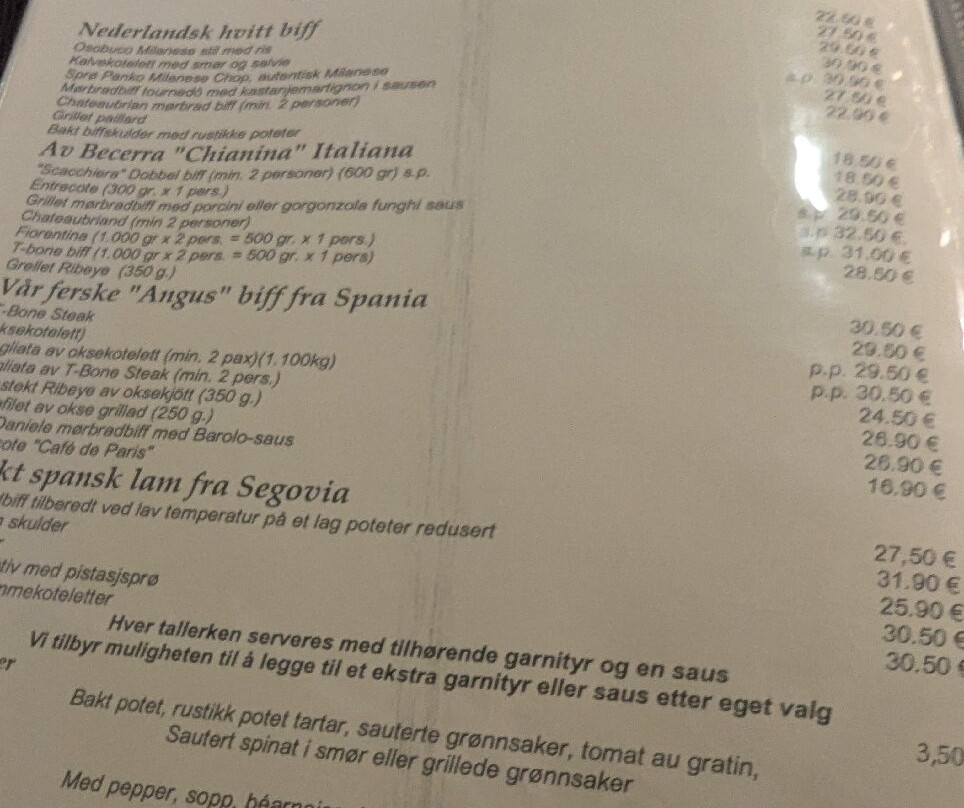 Nederlandsk hvitt biff
Osobuco Milanese stil med ris 22.50 €
Kalvekotelett med smør og salvie 27.50 €
Sprø Panko Milanese Chop, autentisk Milanese 29.50 €
Mørbradbiff tournedó med kastanjemartignon i sausen 30.90 €
Chateaubrian mørbrad biff (min. 2 personer) s.p. 30.90 €
Grillet paillard 27.50 €
Bakt biffskulder med rustikke poteter 22.90 €
Av Becerra "Chianina" Italiana
"Scacchiera" Dobbel biff (min. 2 personer) (600 gr) s.p. 18.50 €
Entrecote (300 gr. x 1 pers.) 18.50 €
Grillet mørbradbiff med porcini eller gorgonzola funghi saus 28.90 €
Chateaubriand (min 2 personer) s.p. 29.50 €
Fiorentina (1.000 gr x 2 pers. = 500 gr. x 1 pers.) s.p. 32.50 €
T-bone biff (1.000 gr x 2 pers. = 500 gr. x 1 pers) s.p. 31.00 €
Grellet Ribeye (350 g.) 28.50 €
Vår ferske "Angus" biff fra Spania
T-Bone Steak 30.50 €
ksekotelett) 29.50 €
gliata av oksekotelett (min. 2 pax)(1.100kg) p.p. 29.50 €
gliata av T-Bone Steak (min. 2 pers.) p.p. 30.50 €
stekt Ribeye av oksekjött (350 g.) 24.50 €
filet av okse grillad (250 g.) 26.90 €
Daniele mørbradbiff med Barolo-saus 26.90 €
ote "Café de Paris" 16.90 €
kt spansk lam fra Segovia
biff tilberedt ved lav temperatur på et lag poteter redusert 27,50 €
skulder 31.90 €
25.90 €
tiv med pistasjsprø 30.50 €
mmekoteletter 30.50 €
Hver tallerken serveres med tilhørende garnityr og en saus
Vi tilbyr muligheten til å legge til et ekstra garnityr eller saus etter eget valg
er 3,50
Bakt potet, rustikk potet tartar, sauterte grønnsaker, tomat au gratin,
Sautert spinat i smør eller grillede grønnsaker
Med pepper, sopp,